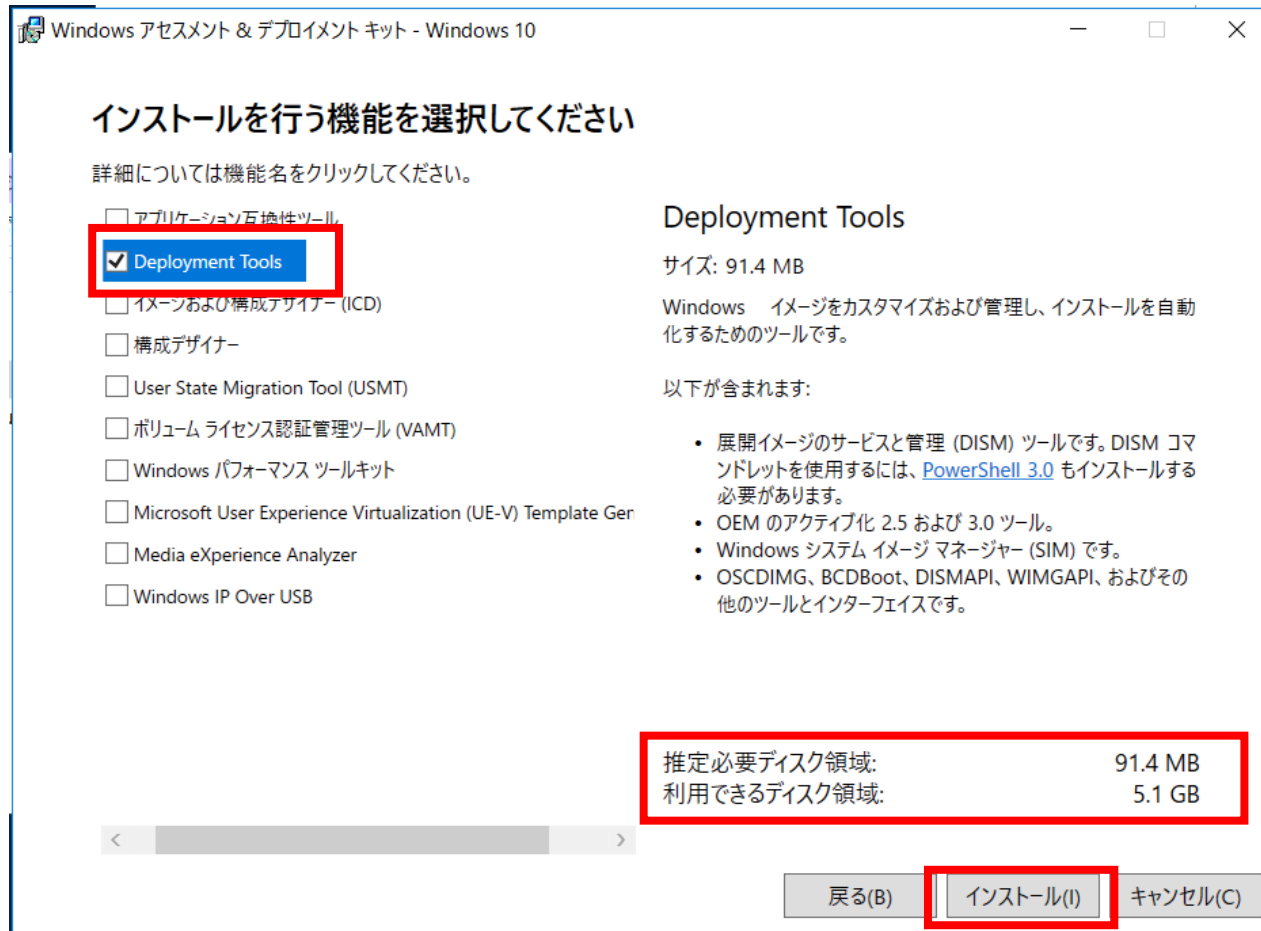 Windows アセスメント & デプロイメント キット - Windows 10
インストールを行う機能を選択してください
詳細については機能名をクリックしてください。
アプリケーション互換性ツール
Deployment Tools
イメージおよび構成デザイナー (ICD)
構成デザイナー
User State Migration Tool (USMT)
ボリューム ライセンス認証管理ツール (VAMT)
Windows パフォーマンス ツールキット
Microsoft User Experience Virtualization (UE-V) Template Gen
Media eXperience Analyzer
Windows IP Over USB
Deployment Tools
サイズ: 91.4 MB
Windows イメージをカスタマイズおよび管理し、インストールを自動
化するためのツールです。
以下が含まれます:
• 展開イメージのサービスと管理 (DISM) ツールです。DISM コマ
ンドレットを使用するには、PowerShell 3.0 もインストールする
必要があります。
• OEM のアクティブ化 2.5 および 3.0 ツール。
• Windows システム イメージ マネージャー (SIM) です。
• OSCDIMG、BCDBoot、DISMAPI、WIMGAPI、およびその
他のツールとインターフェイスです。
推定必要ディスク領域: 91.4 MB
利用できるディスク領域: 5.1 GB
戻る(B) インストール(I) キャンセル(C)